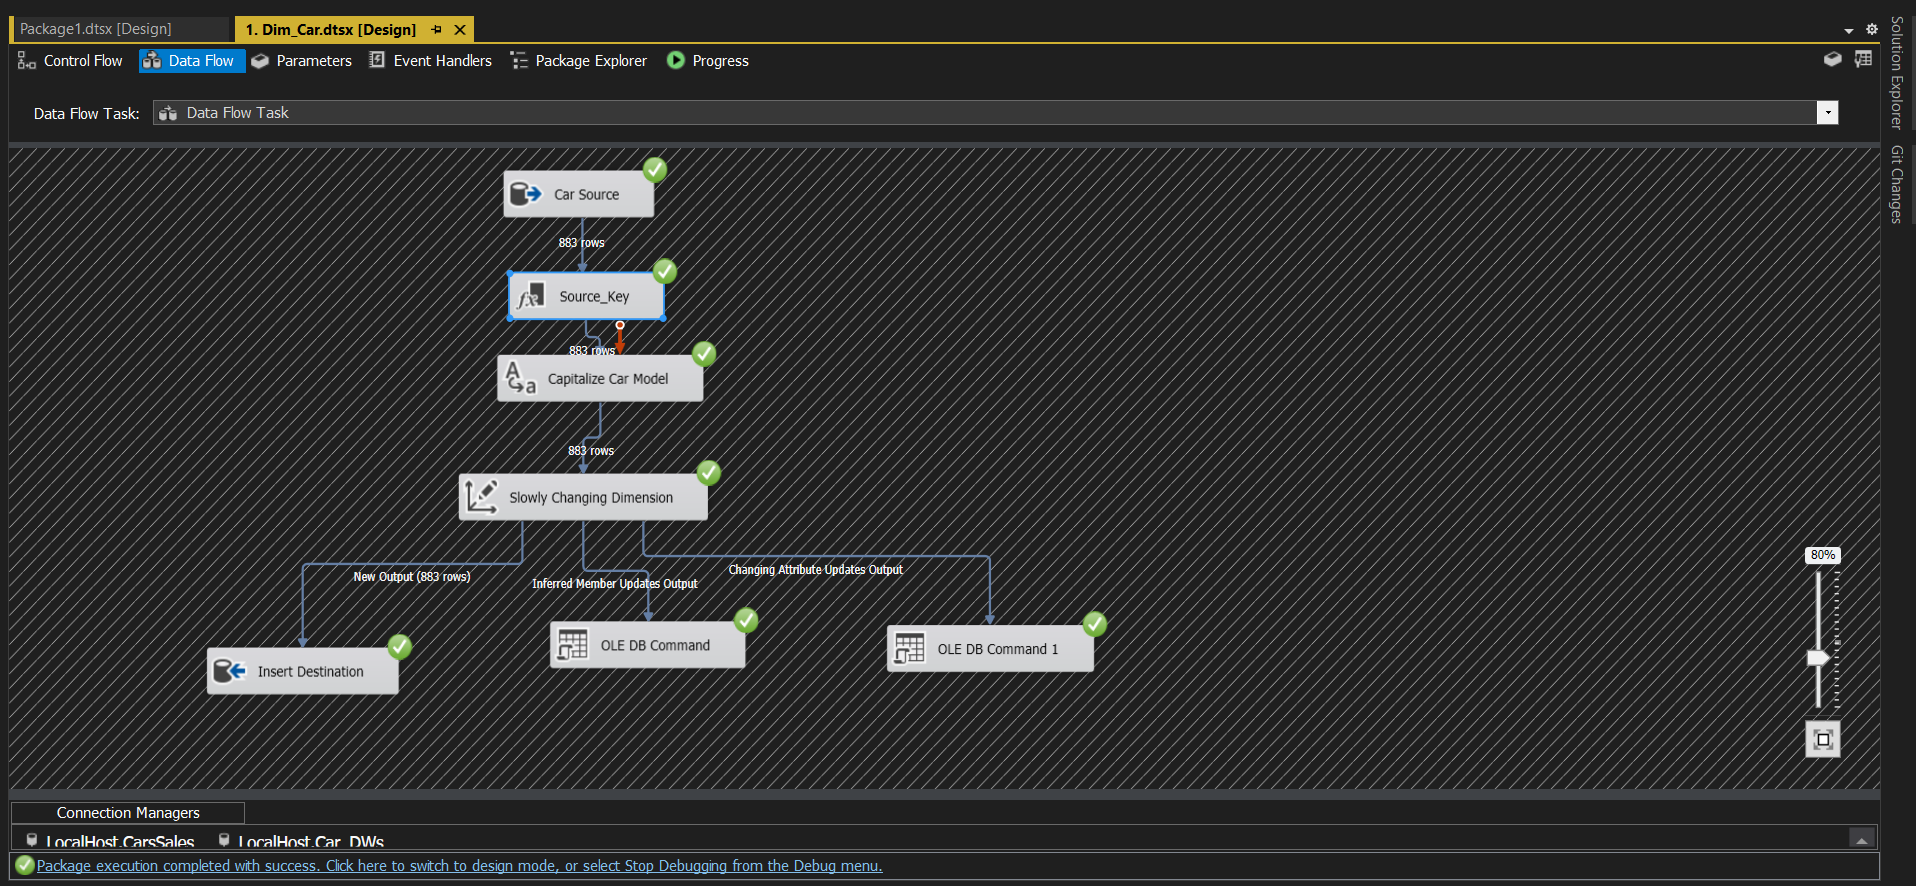 Package1.dtsx [Design]
1. Dim_Car.dtsx [Design]
Control Flow
Data Flow
Parameters
Event Handlers
Package Explorer
Progress
Solution Explorer
Git Changes
Data Flow Task:
Data Flow Task
Car Source
883 rows
Source_Key
883 rows
Capitalize Car Model
883 rows
Slowly Changing Dimension
New Output (883 rows)
Inferred Member Updates Output
Changing Attribute Updates Output
Insert Destination
OLE DB Command
OLE DB Command 1
80%
Connection Managers
LocalHost.CarsSales
LocalHost.Car_DWs
Package execution completed with success. Click here to switch to design mode, or select Stop Debugging from the Debug menu.